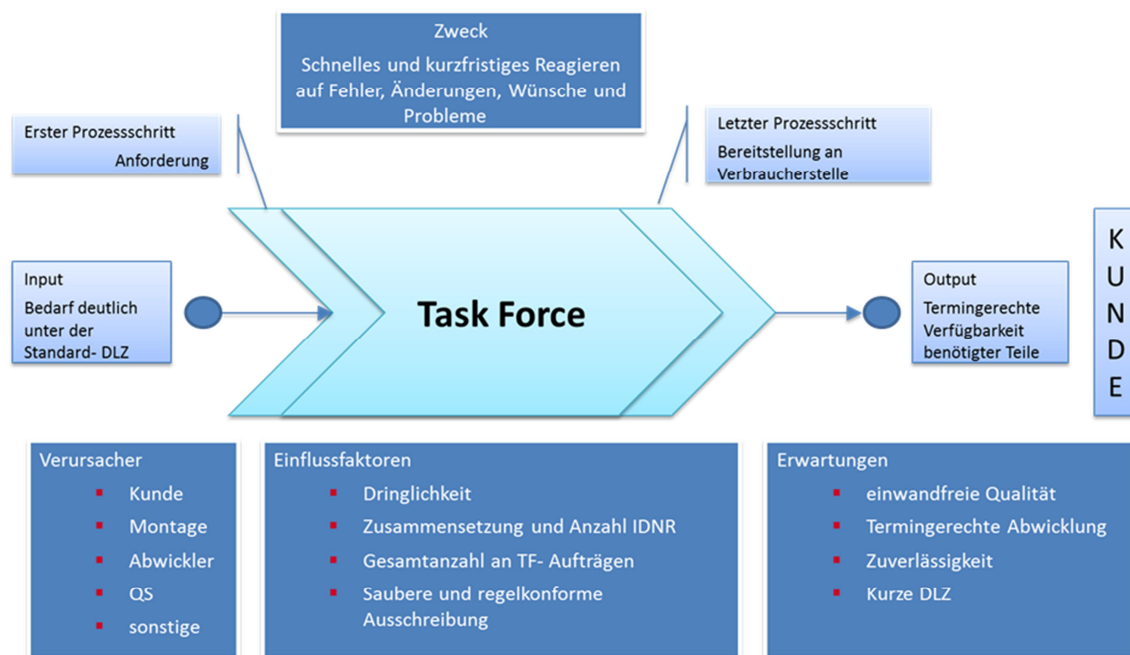 Zweck
Schnelles und kurzfristiges Reagieren
auf Fehler, Änderungen, Wünsche und
Probleme
Erster Prozessschritt
Anforderung
Letzter Prozessschritt
Bereitstellung an
Verbraucherstelle
Input
Bedarf deutlich
unter der
Standard- DLZ
Task Force
Output
Termingerechte
Verfügbarkeit
benötigter Teile
K
U
N
D
E
Verursacher
Kunde
Montage
Abwickler
QS
sonstige
Einflussfaktoren
Dringlichkeit
Zusammensetzung und Anzahl IDNR
Gesamtanzahl an TF- Aufträgen
Saubere und regelkonforme
Ausschreibung
Erwartungen
einwandfreie Qualität
Termingerechte Abwicklung
Zuverlässigkeit
Kurze DLZ